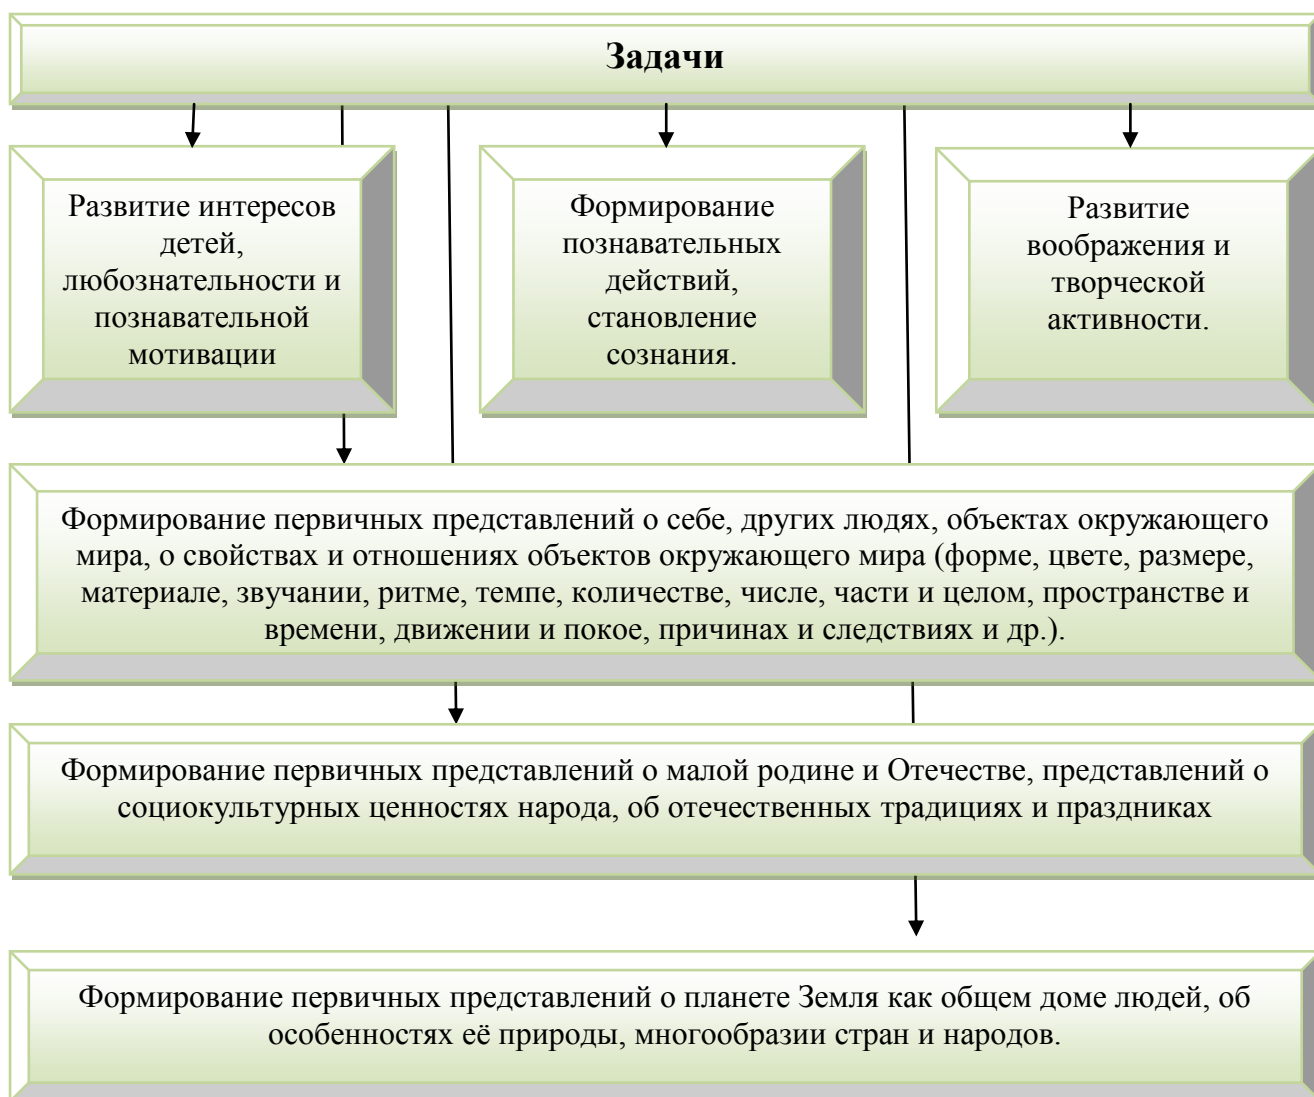 Задачи
Развитие интересов
детей,
любознательности и
познавательной
мотивации
Формирование
познавательных
действий,
становление
сознания.
Развитие
воображения и
творческой
активности.
Формирование первичных представлений о себе, других людях, объектах окружающего
мира, о свойствах и отношениях объектов окружающего мира (форме, цвете, размере,
материале, звучании, ритме, темпе, количестве, числе, части и целом, пространстве и
времени, движении и покое, причинах и следствиях и др.).
Формирование первичных представлений о малой родине и Отечестве, представлений о
социокультурных ценностях народа, об отечественных традициях и праздниках
Формирование первичных представлений о планете Земля как общем доме людей, об
особенностях её природы, многообразии стран и народов.